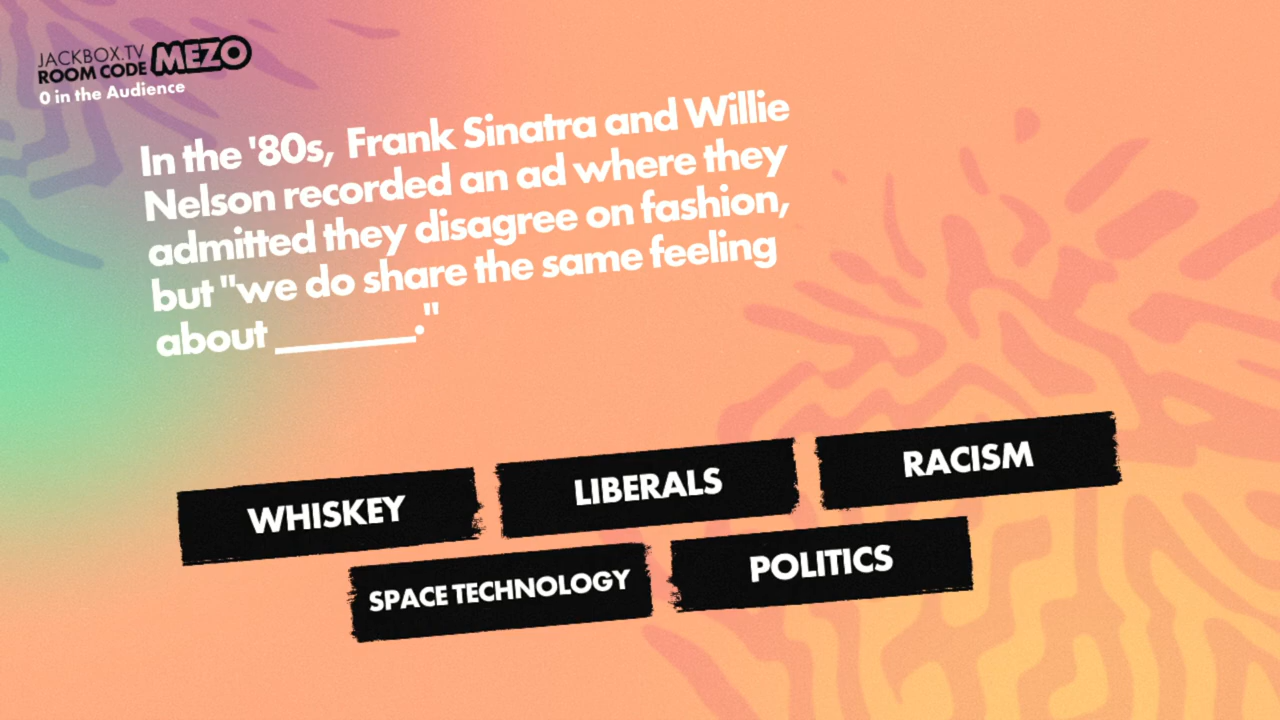 JACKBOX.TV
ROOM CODE MEZO
0 in the Audience
In the '80s, Frank Sinatra and Willie
Nelson recorded an ad where they
admitted they disagree on fashion,
but "we do share the same feeling
about ______."
WHISKEY
LIBERALS
RACISM
SPACE TECHNOLOGY
POLITICS